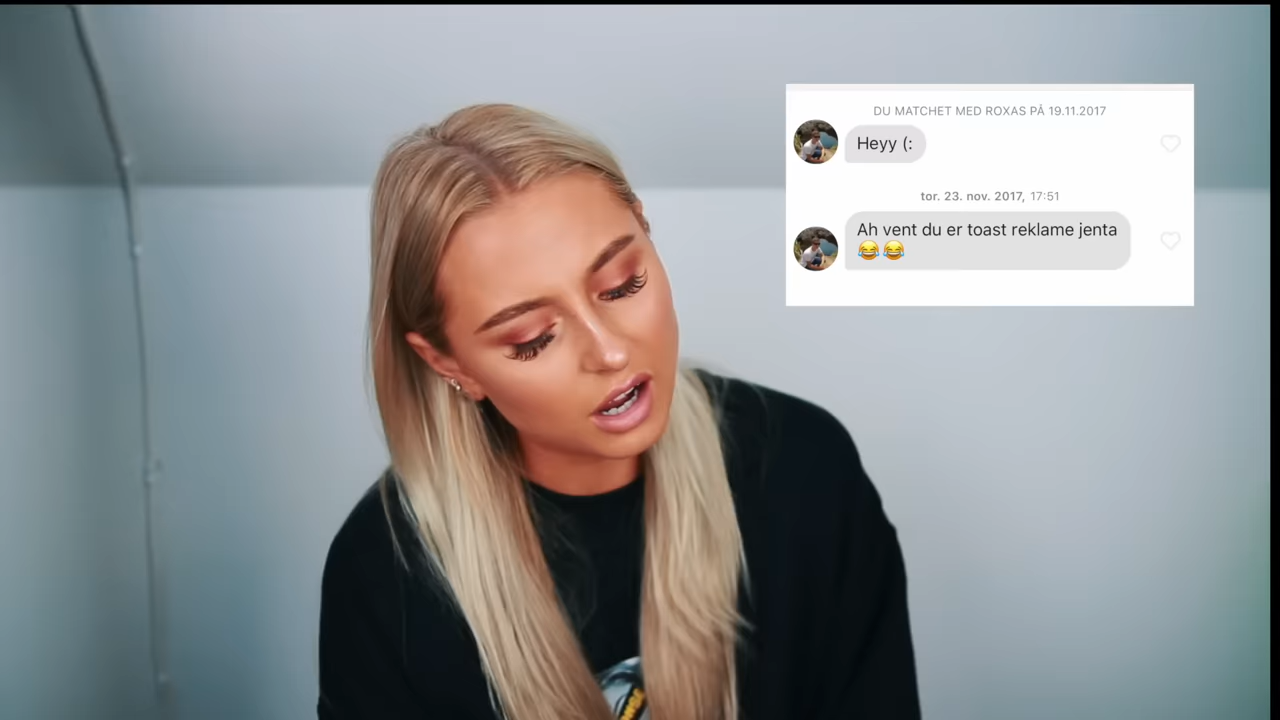 DU MATCHET MED ROXAS PÅ 19.11.2017
Heyy (:
tor. 23. nov. 2017, 17:51
Ah vent du er toast reklame jenta
😂😂